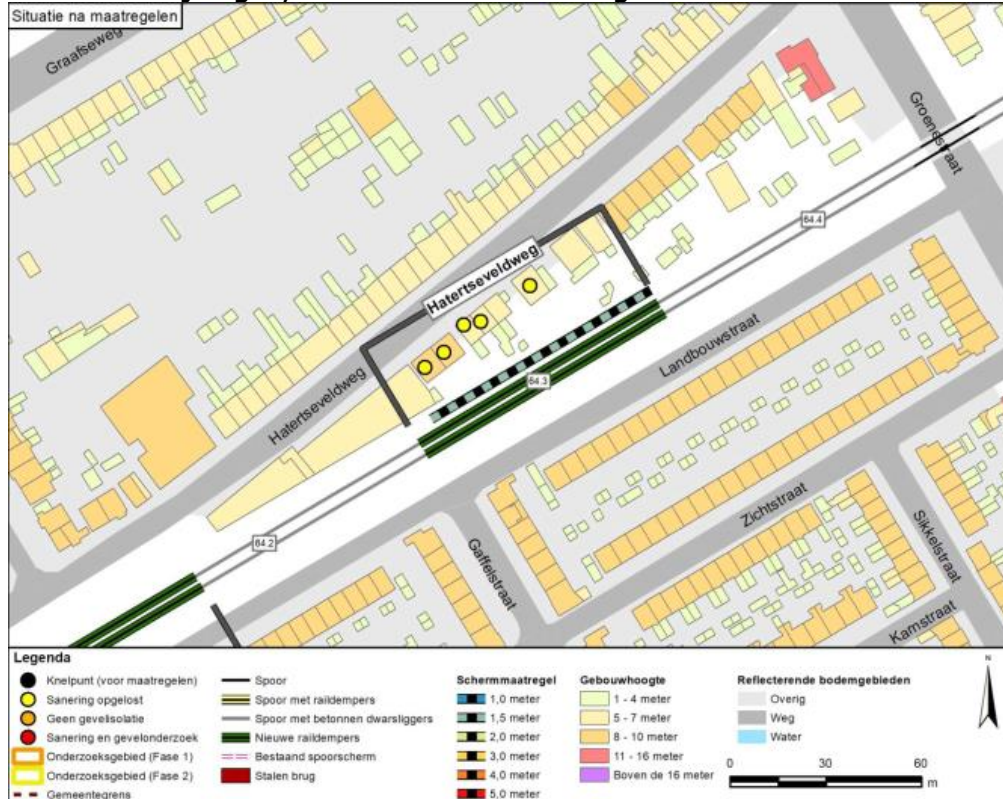 Situatie na maatregelen
Graafseweg
Groenestraat
64.4
Hatertseveldweg
Landbouwstraat
64.3
Hatertseveldweg
Zichtstraat
64.2
Gaffelstraat
Sikkelstraat
Kamstraat
Legenda
Knelpunt (voor maatregelen)
Sanering opgelost
Geen gevelisolatie
Sanering en gevelonderzoek
Onderzoeksgebied (Fase 1)
Onderzoeksgebied (Fase 2)
Gemeentegrens
Spoor
Spoor met raildempers
Spoor met betonnen dwarsliggers
Nieuwe raildempers
Bestaand spoorscherm
Stalen brug
Schermmaatregel
1,0 meter
1,5 meter
2,0 meter
3,0 meter
4,0 meter
5,0 meter
Gebouwhoogte
1 - 4 meter
5 - 7 meter
8 - 10 meter
11 - 16 meter
Boven de 16 meter
Reflecterende bodemgebieden
Overig
Weg
Water
N
0 30 60
m